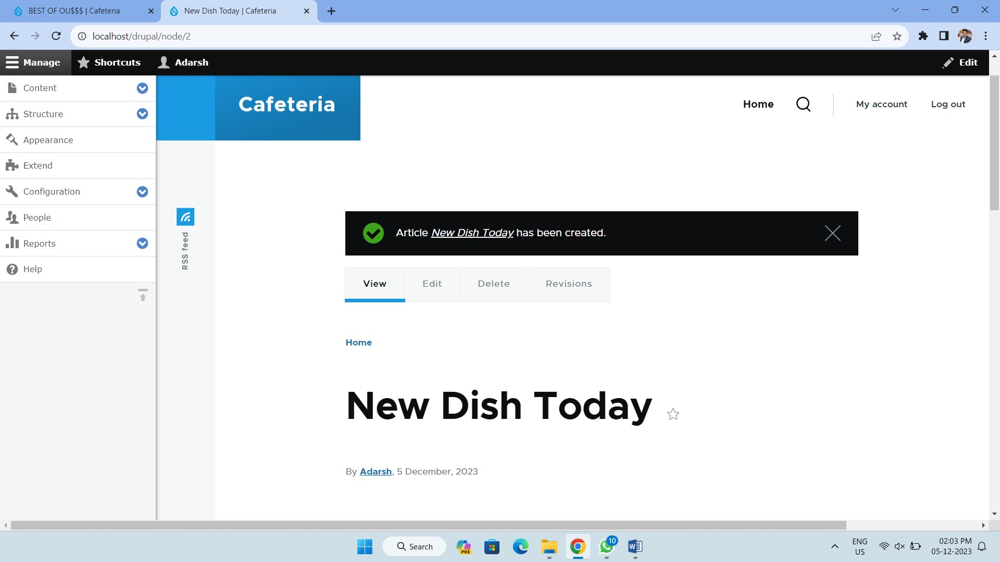 BEST OF OU$$$ | Cafeteria
New Dish Today | Cafeteria
localhost/drupal/node/2
Manage
Shortcuts
Adarsh
Edit
Content
Structure
Appearance
Extend
Configuration
People
Reports
Help
Cafeteria
Home
My account
Log out
RSS feed
Article New Dish Today has been created.
View
Edit
Delete
Revisions
Home
New Dish Today
By Adarsh, 5 December, 2023
Search
PRE
10
ENG
US
02:03 PM
05-12-2023